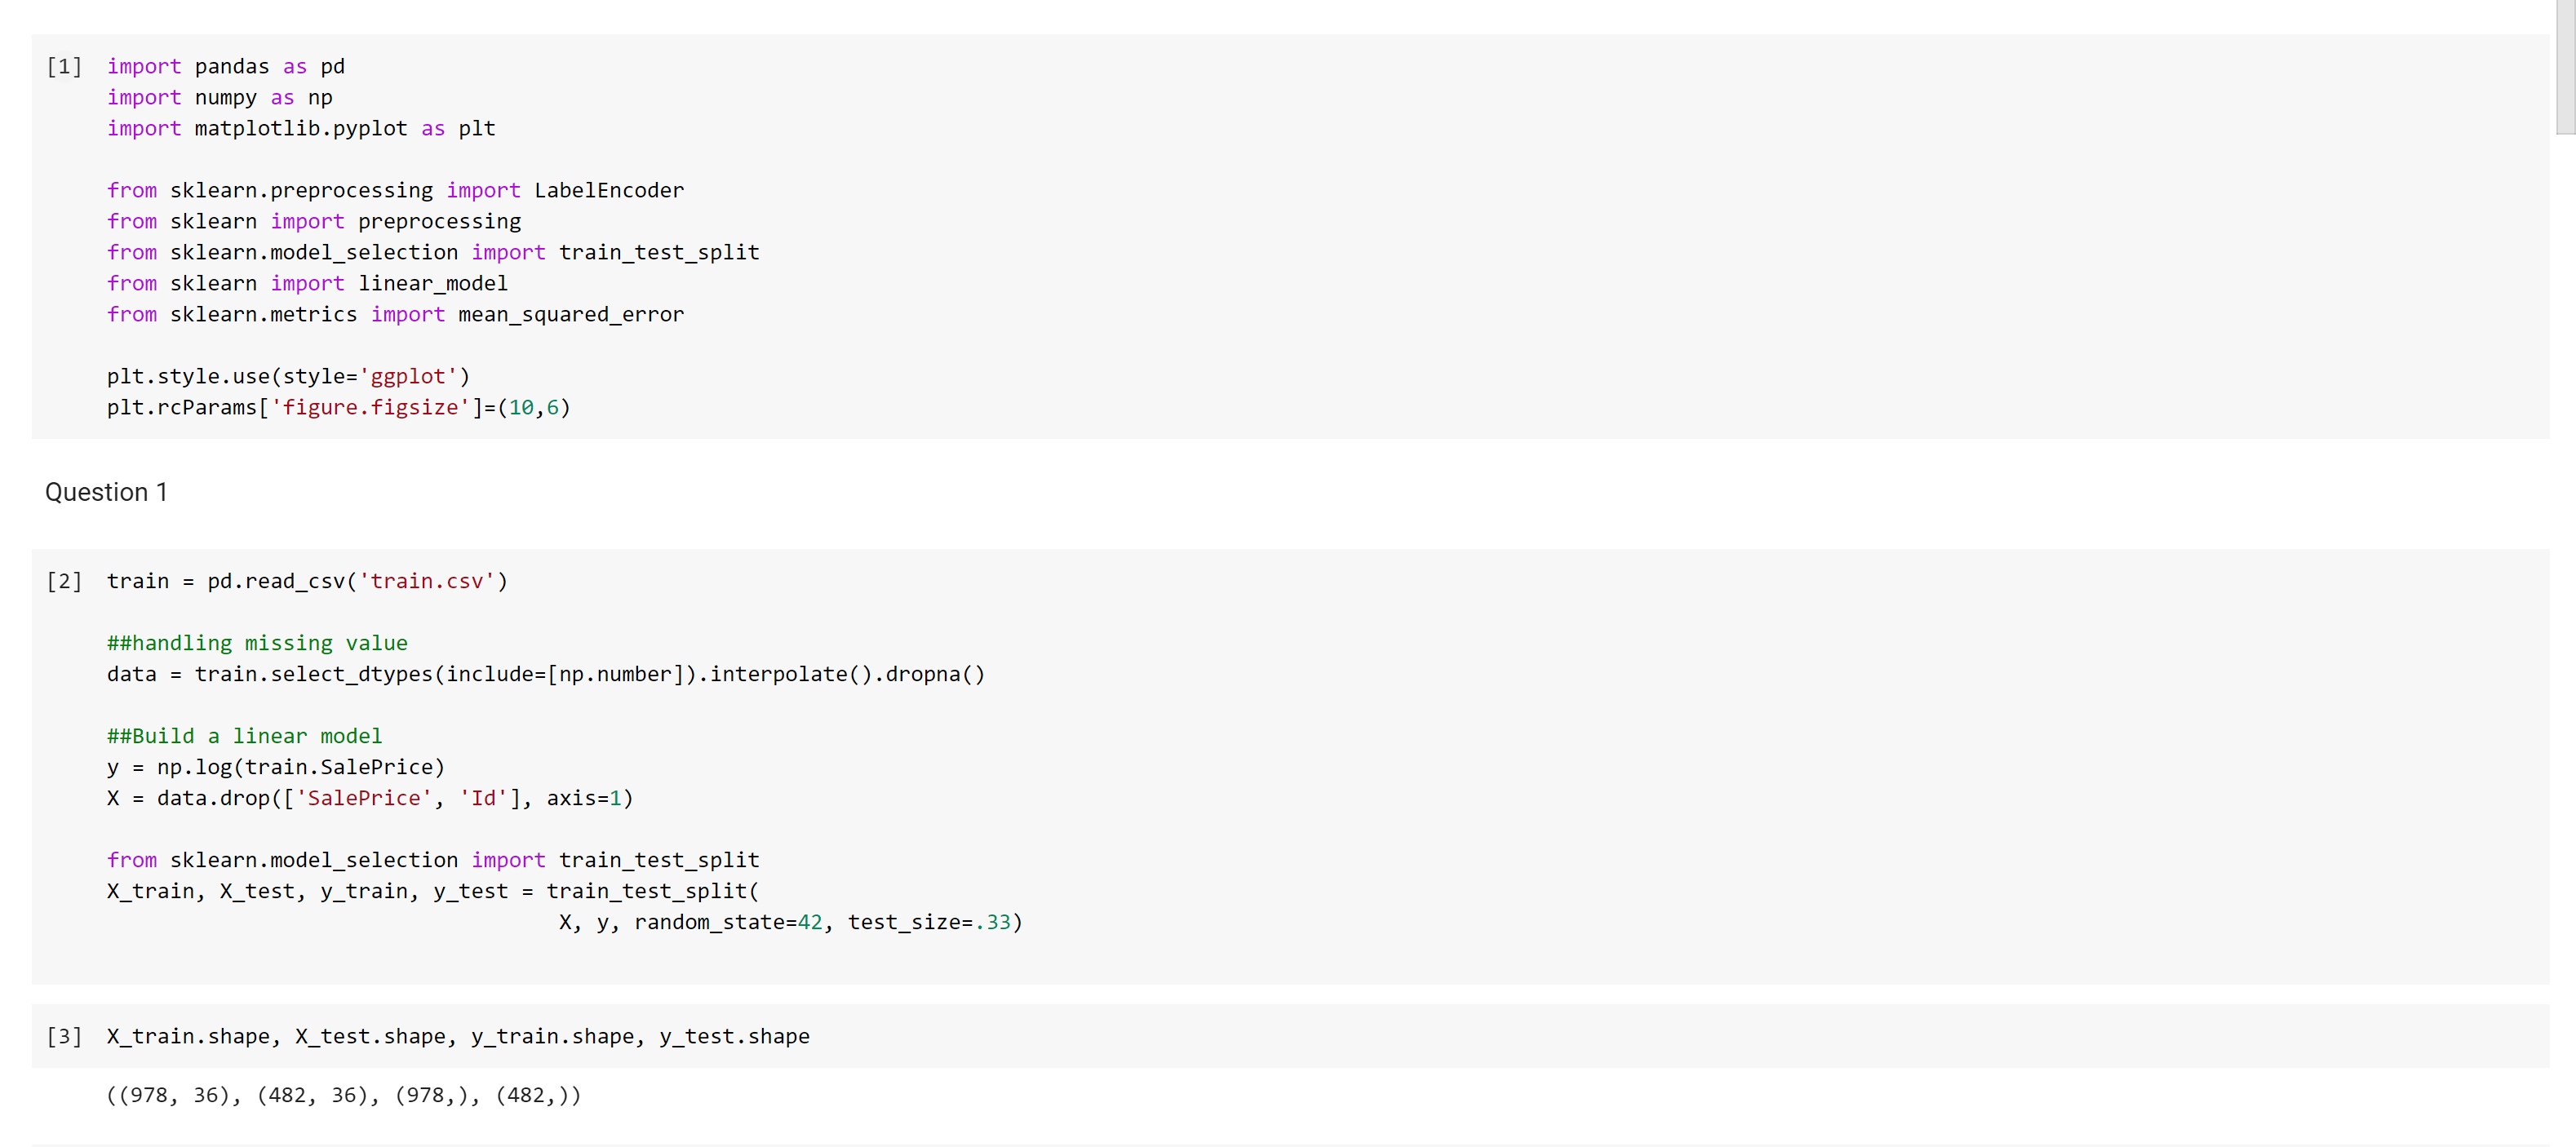 [1] import pandas as pd
import numpy as np
import matplotlib.pyplot as plt
from sklearn.preprocessing import LabelEncoder
from sklearn import preprocessing
from sklearn.model_selection import train_test_split
from sklearn import linear_model
from sklearn.metrics import mean_squared_error
plt.style.use(style='ggplot')
plt.rcParams['figure.figsize']=(10,6)
Question 1
[2] train = pd.read_csv('train.csv')
##handling missing value
data = train.select_dtypes(include=[np.number]).interpolate().dropna()
##Build a linear model
y = np.log(train.SalePrice)
X = data.drop(['SalePrice', 'Id'], axis=1)
from sklearn.model_selection import train_test_split
X_train, X_test, y_train, y_test = train_test_split(
X, y, random_state=42, test_size=.33)
[3] X_train.shape, X_test.shape, y_train.shape, y_test.shape
((978, 36), (482, 36), (978,), (482,))